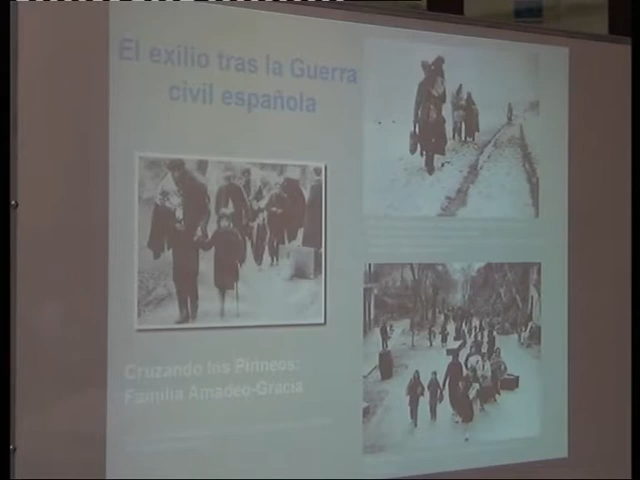 El exilio tras la Guerra
civil española
Cruzando los Pirineos:
Familia Amadeo-Gracia